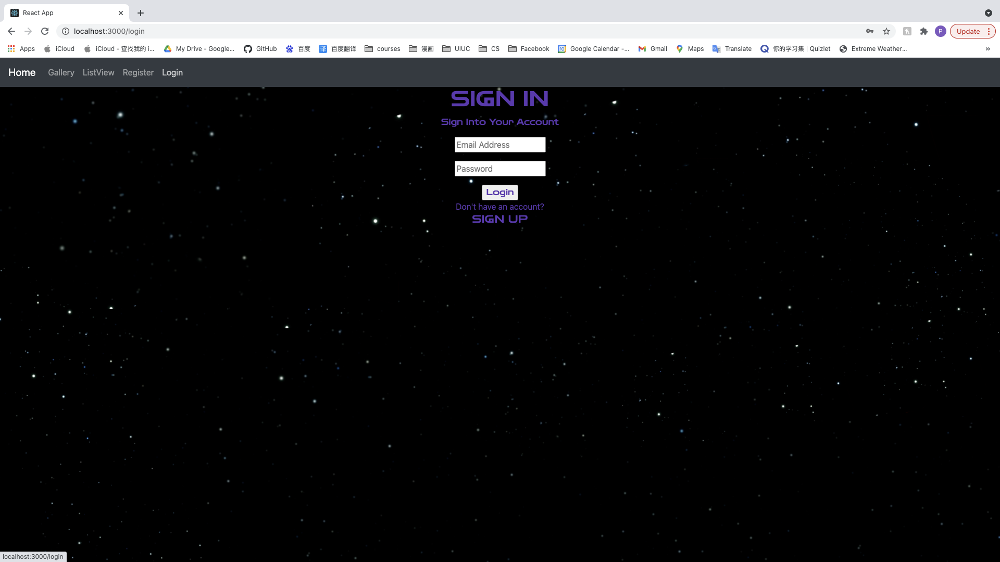 React App
localhost:3000/login
P
Update
Apps
iCloud
iCloud - 查找我的 i...
My Drive - Google...
GitHub
百度
译
百度翻译
courses
漫画
UIUC
CS
Facebook
10
Google Calendar -...
Gmail
Maps
Translate
你的学习集 | Quizlet
Extreme Weather...
»
Home
Gallery
ListView
Register
Login
SIGN IN
Sign Into Your Account
Email Address
Password
Login
Don't have an account?
SIGN UP
localhost:3000/login